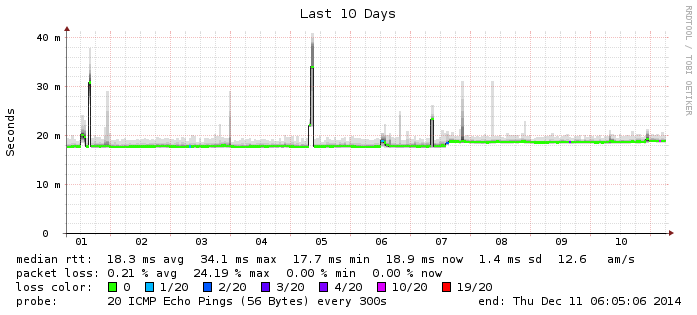 Last 10 Days
RRDTOOL / TOBI OETIKER
Seconds
40 m
30 m
20 m
10 m
0
01 02 03 04 05 06 07 08 09 10
median rtt: 18.3 ms avg 34.1 ms max 17.7 ms min 18.9 ms now 1.4 ms sd 12.6 am/s
packet loss: 0.21 % avg 24.19 % max 0.00 % min 0.00 % now
loss color: 0 1/20 2/20 3/20 4/20 10/20 19/20
probe: 20 ICMP Echo Pings (56 Bytes) every 300s end: Thu Dec 11 06:05:06 2014